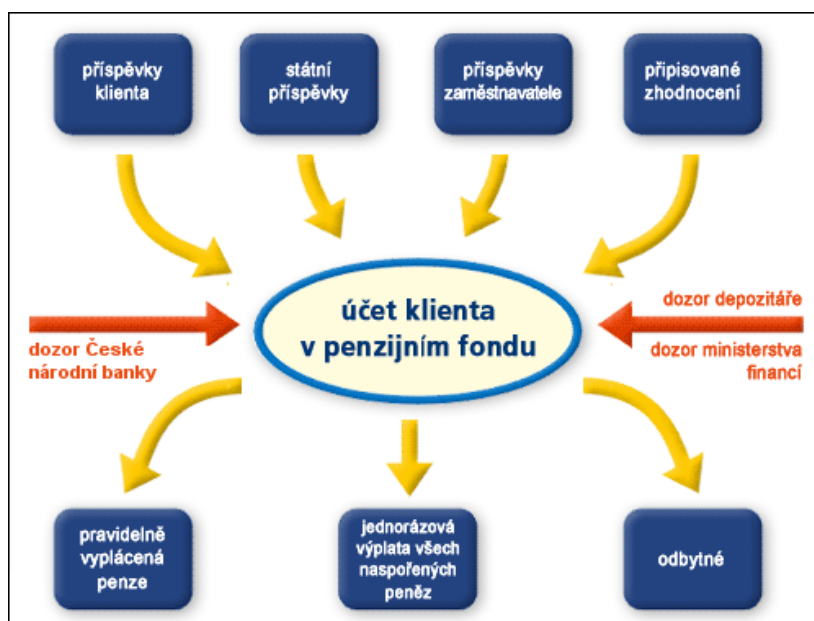 příspěvky
klienta
státní
příspěvky
příspěvky
zaměstnavatele
připisované
zhodnocení
účet klienta
v penzijním fondu
dozor České
národní banky
dozor depozitáře
dozor ministerstva
financí
pravidelně
vyplácená
penze
jednorázová
výplata všech
naspořených
peněz
odbytné